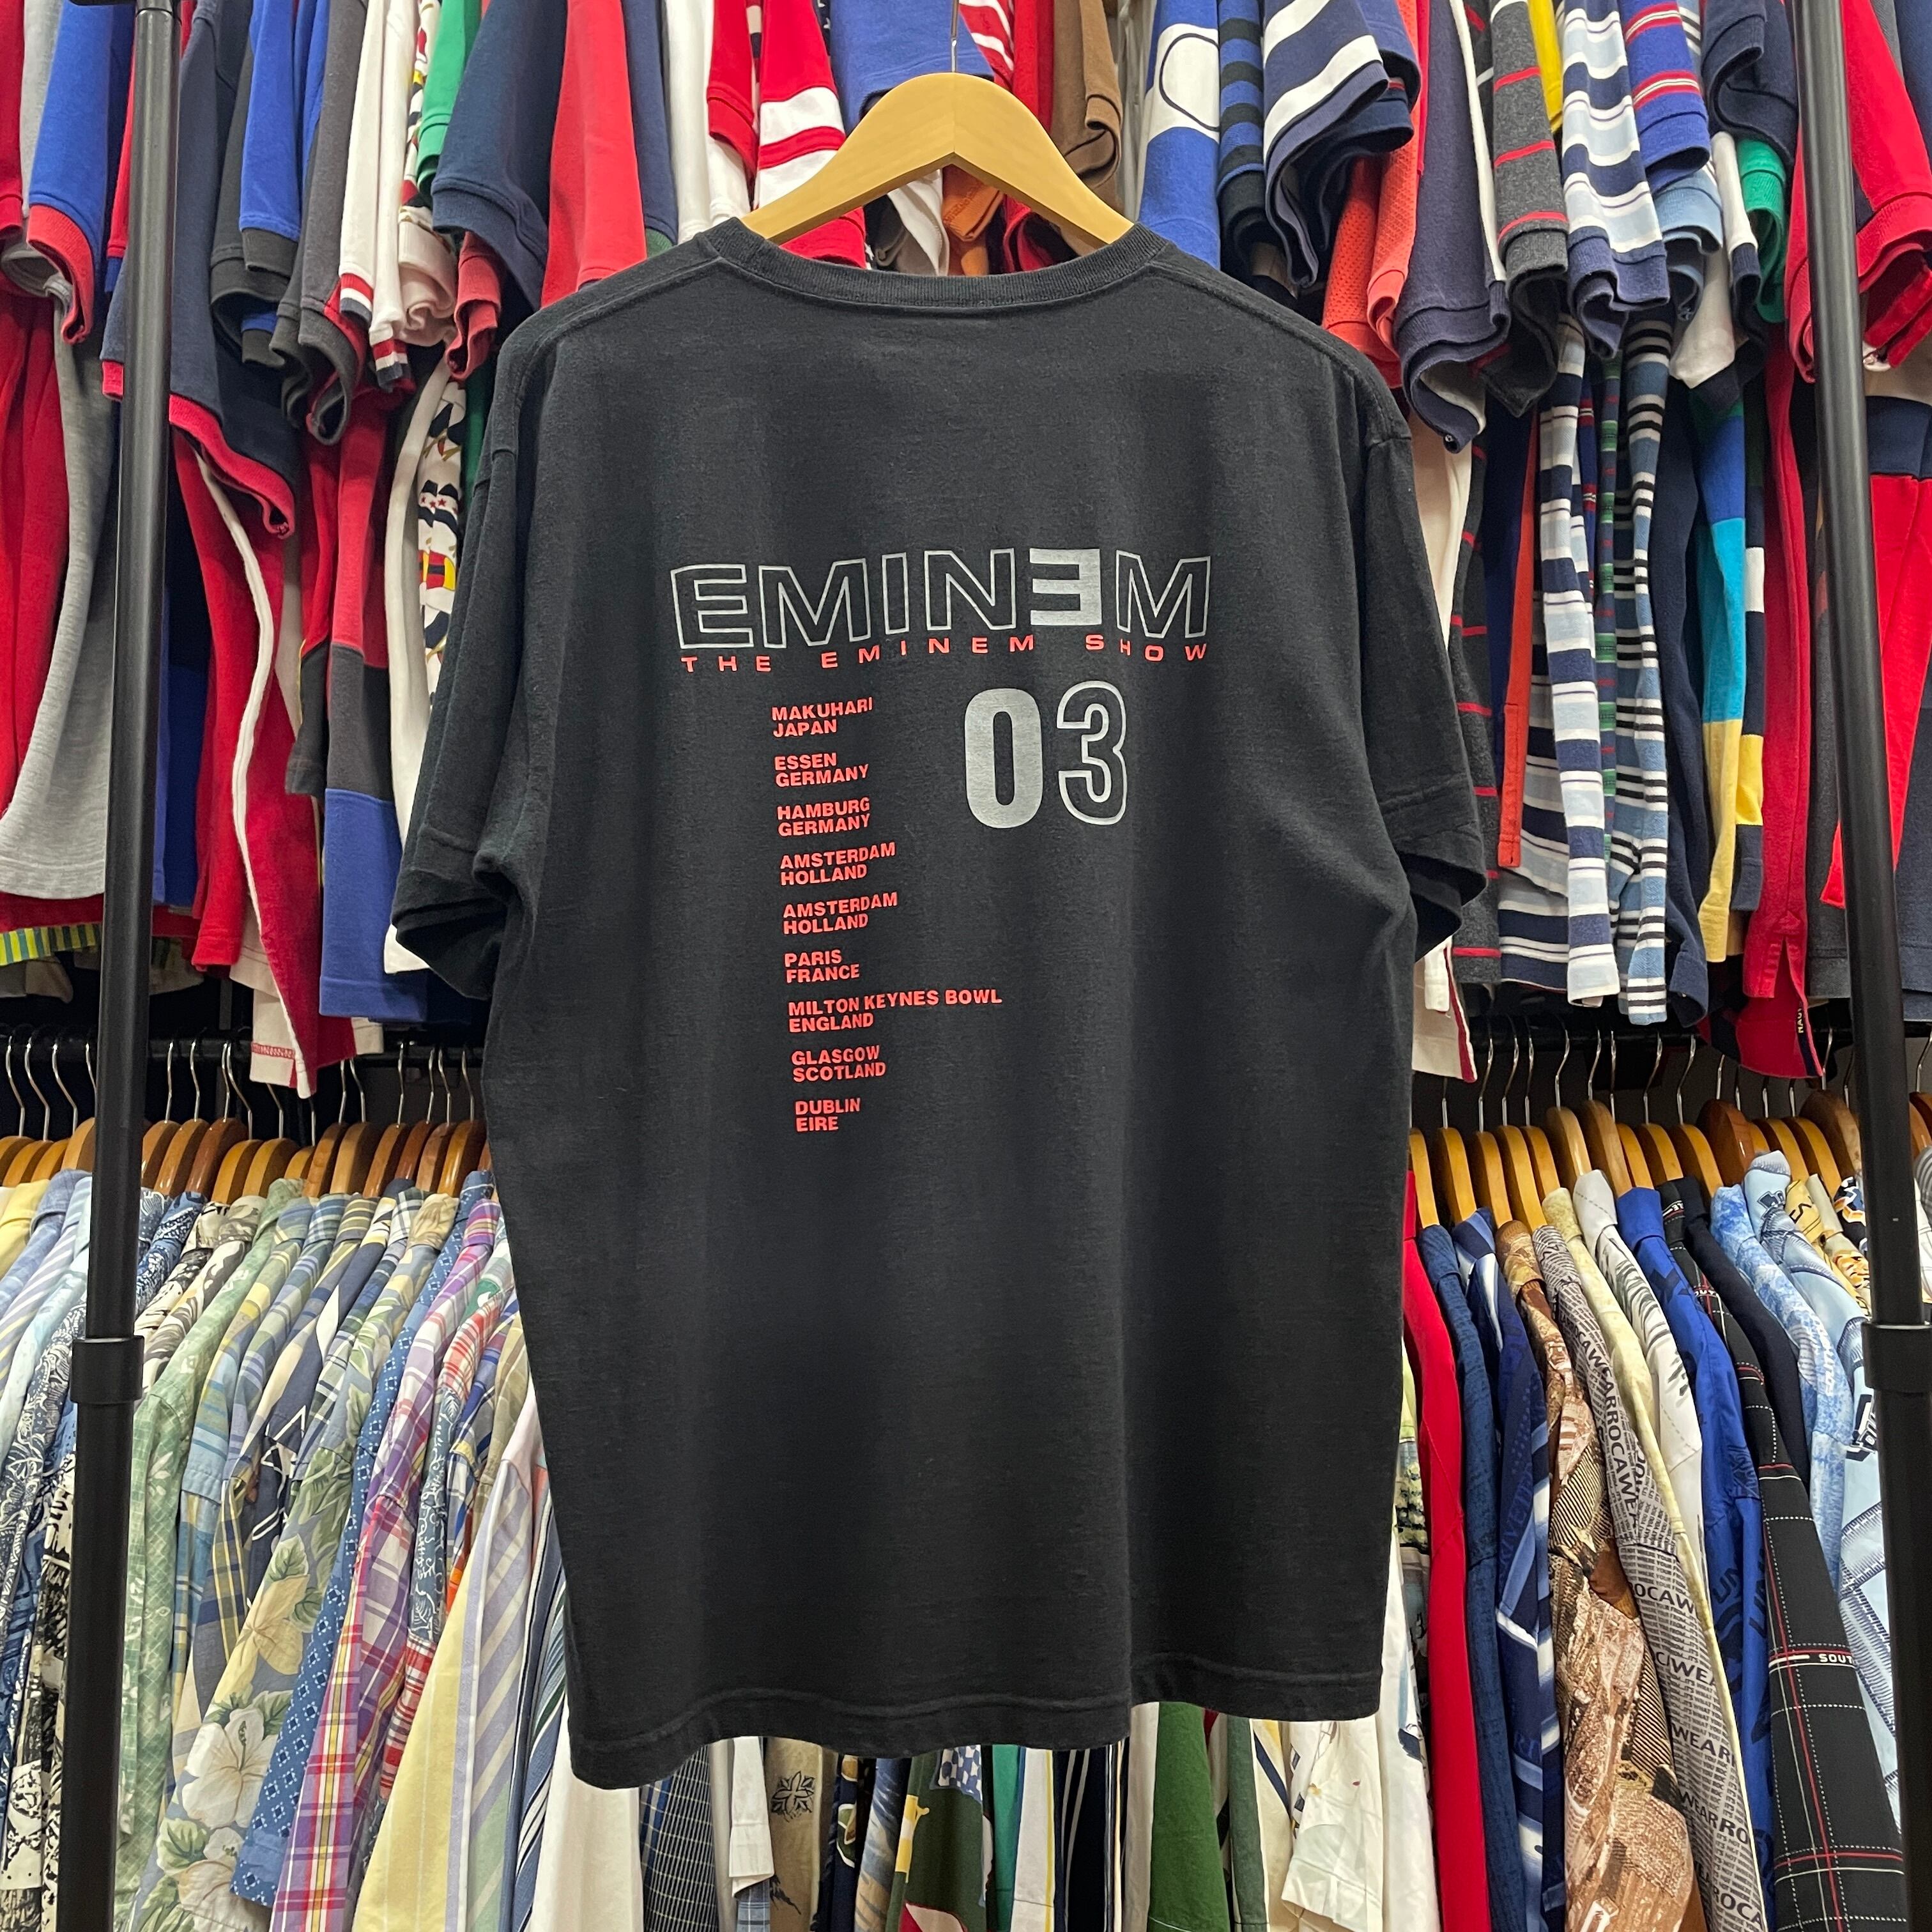 EMINƎM
THE EMINEM SHOW
03
MAKUHARI
JAPAN
ESSEN
GERMANY
HAMBURG
GERMANY
AMSTERDAM
HOLLAND
AMSTERDAM
HOLLAND
PARIS
FRANCE
MILTON KEYNES BOWL
ENGLAND
GLASGOW
SCOTLAND
DUBLIN
EIRE